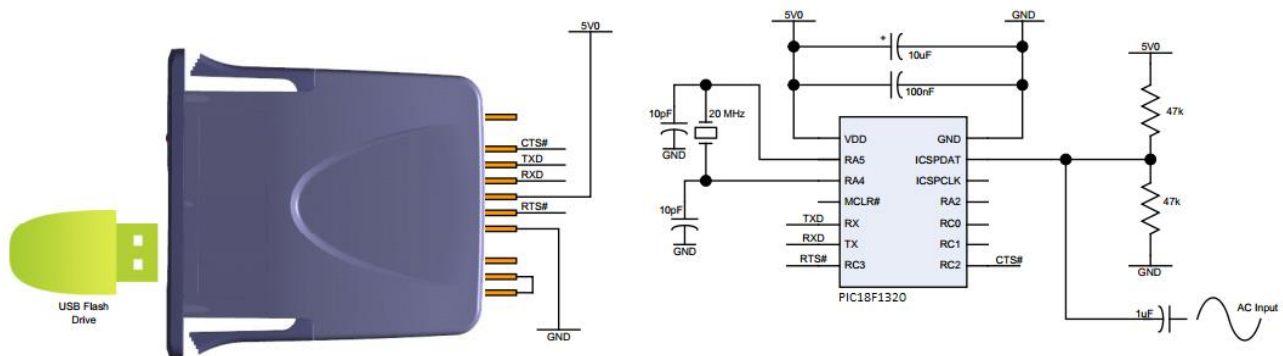 5V0
CTS#
TXD
RXD
RTS#
GND
USB Flash
Drive
5V0
GND
+
10uF
100nF
10pF
20 MHz
GND
10pF
GND
VDD
RA5
RA4
MCLR#
RX
TX
RC3
GND
ICSPDAT
ICSPCLK
RA2
RC0
RC1
RC2
TXD
RXD
RTS#
CTS#
PIC18F1320
5V0
47k
47k
GND
1uF
AC Input